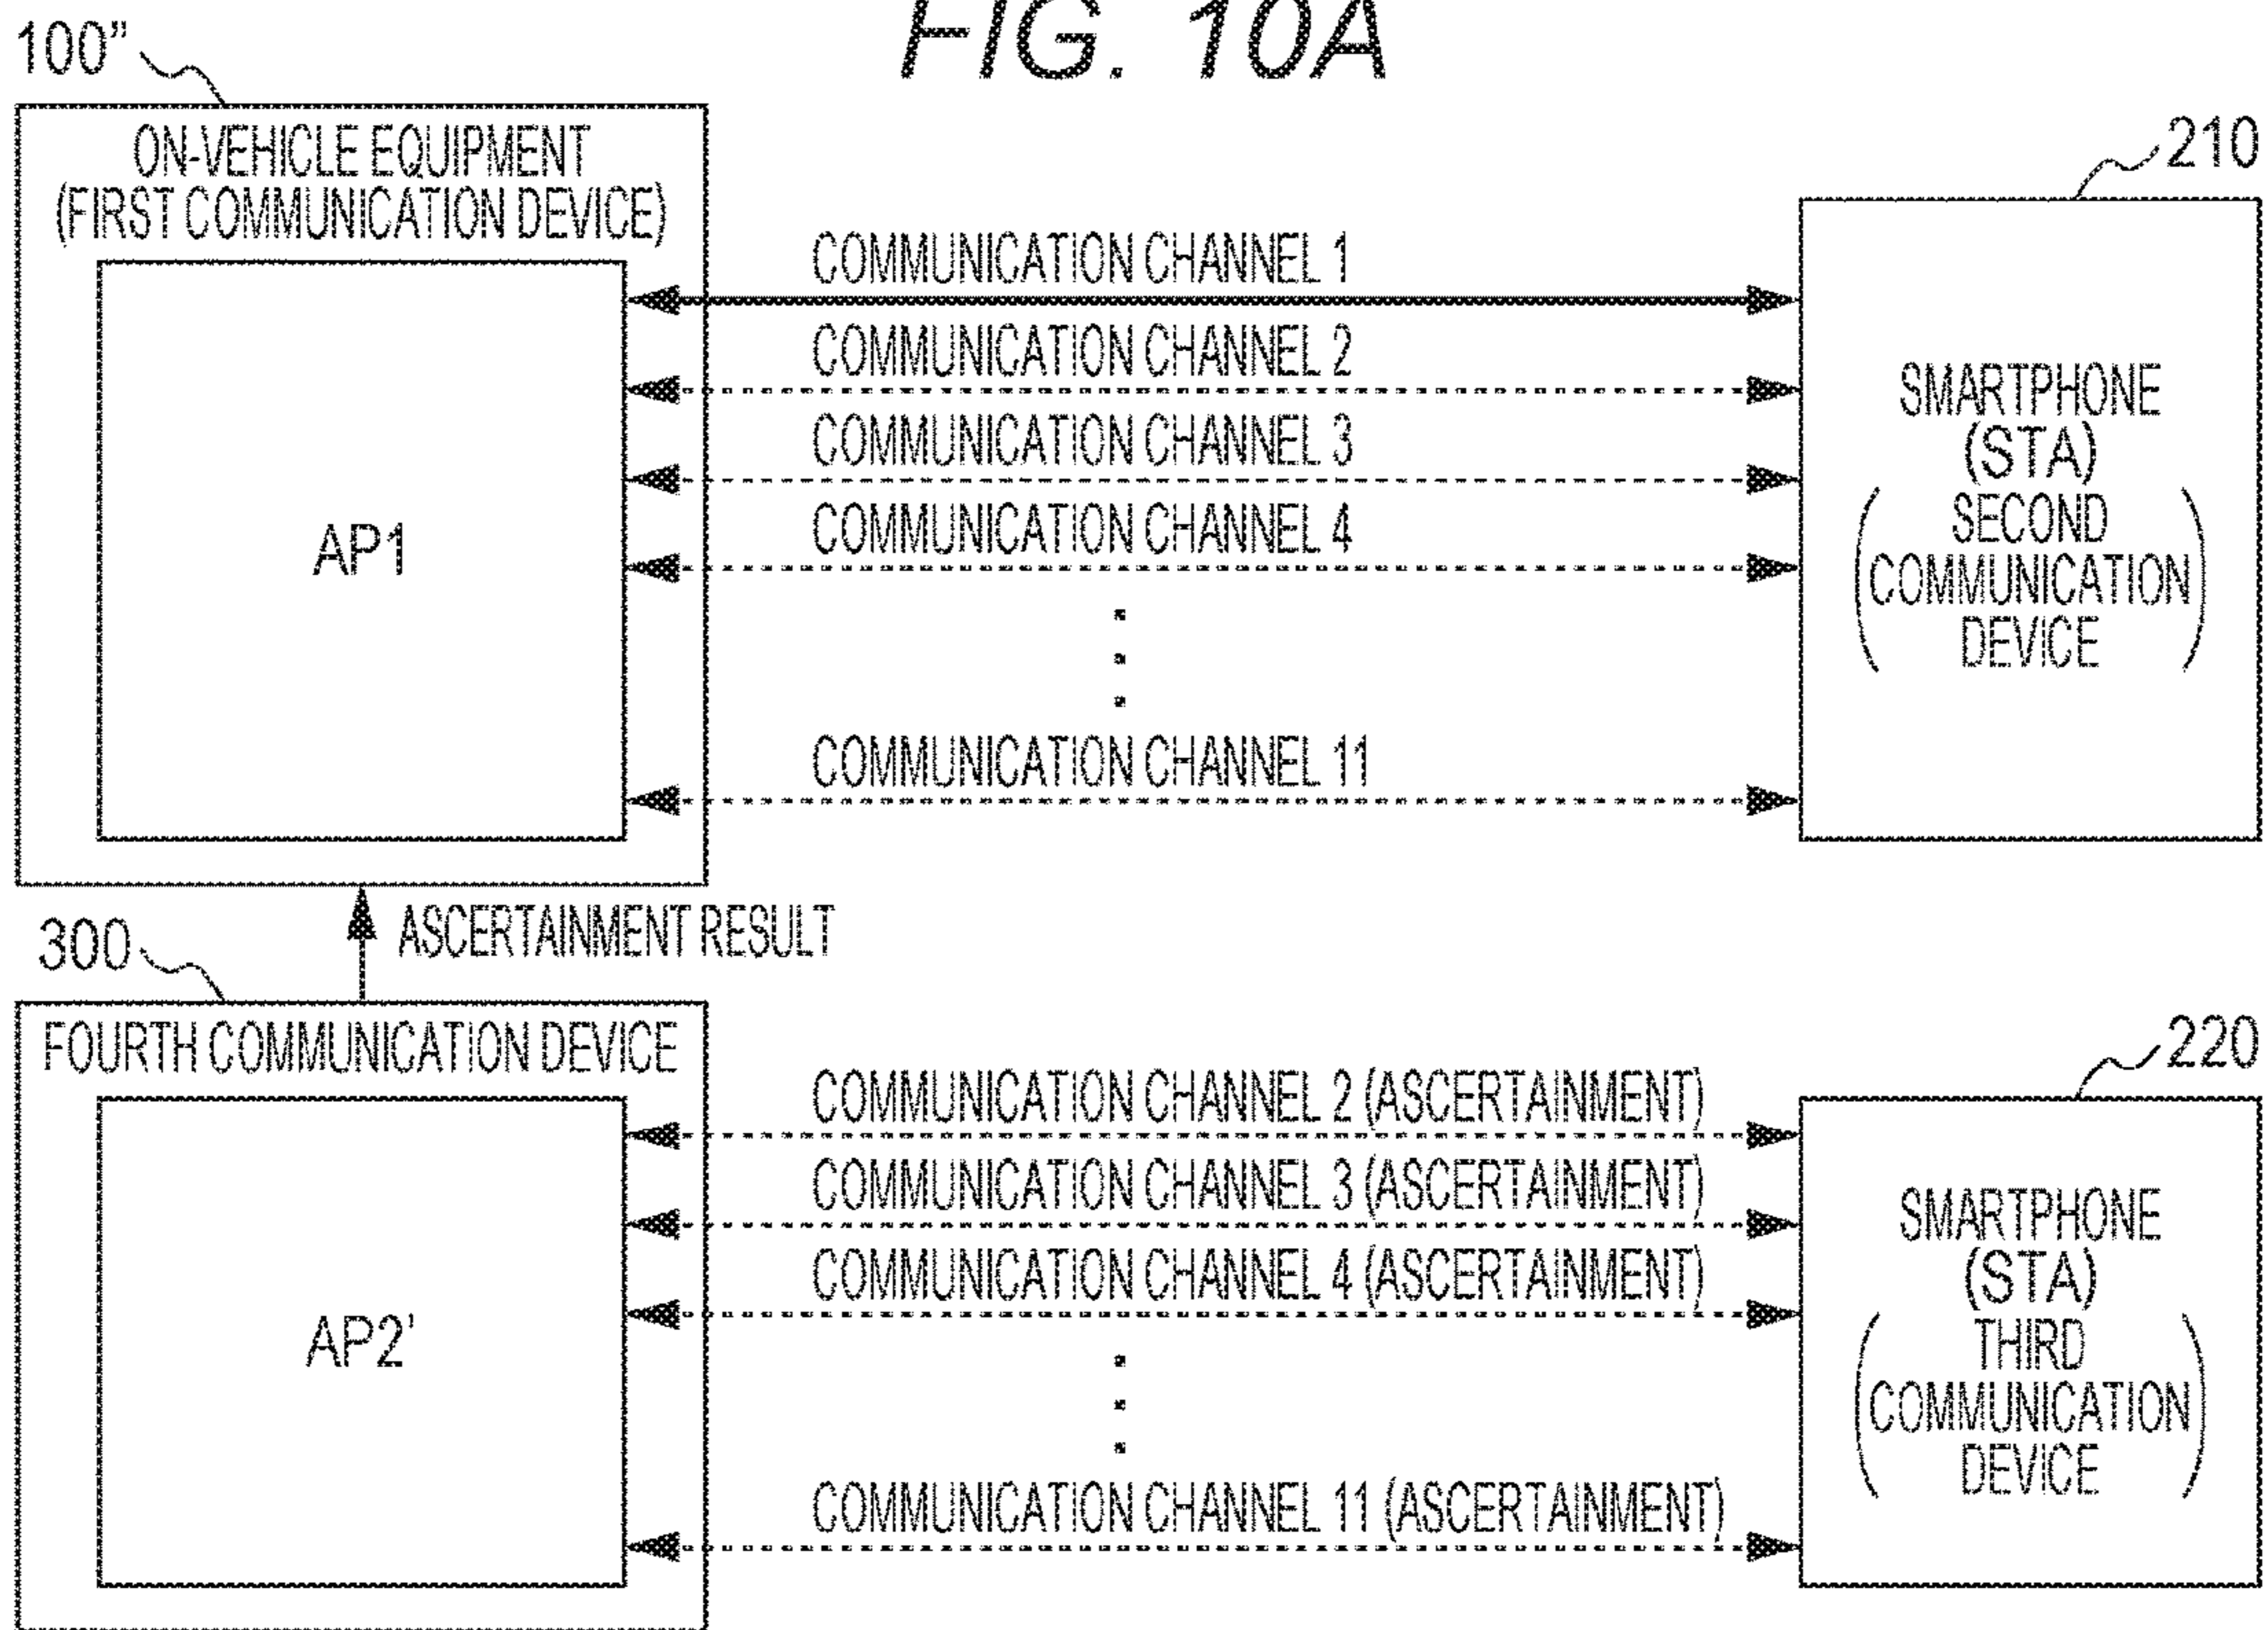 FIG. 10A
100”
ON-VEHICLE EQUIPMENT
(FIRST COMMUNICATION DEVICE)
AP1
COMMUNICATION CHANNEL 1
COMMUNICATION CHANNEL 2
COMMUNICATION CHANNEL 3
COMMUNICATION CHANNEL 4
COMMUNICATION CHANNEL 11
210
SMARTPHONE
(STA)
(SECOND
COMMUNICATION
DEVICE)
ASCERTAINMENT RESULT
300
FOURTH COMMUNICATION DEVICE
AP2'
COMMUNICATION CHANNEL 2 (ASCERTAINMENT)
COMMUNICATION CHANNEL 3 (ASCERTAINMENT)
COMMUNICATION CHANNEL 4 (ASCERTAINMENT)
COMMUNICATION CHANNEL 11 (ASCERTAINMENT)
220
SMARTPHONE
(STA)
(THIRD
COMMUNICATION
DEVICE)